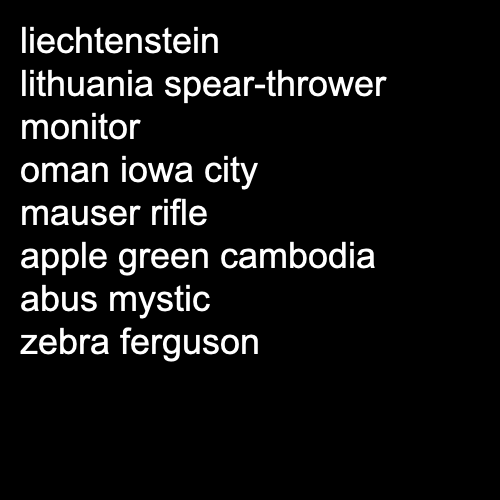 liechtenstein
lithuania spear-thrower
monitor
oman iowa city
mauser rifle
apple green cambodia
abus mystic
zebra ferguson